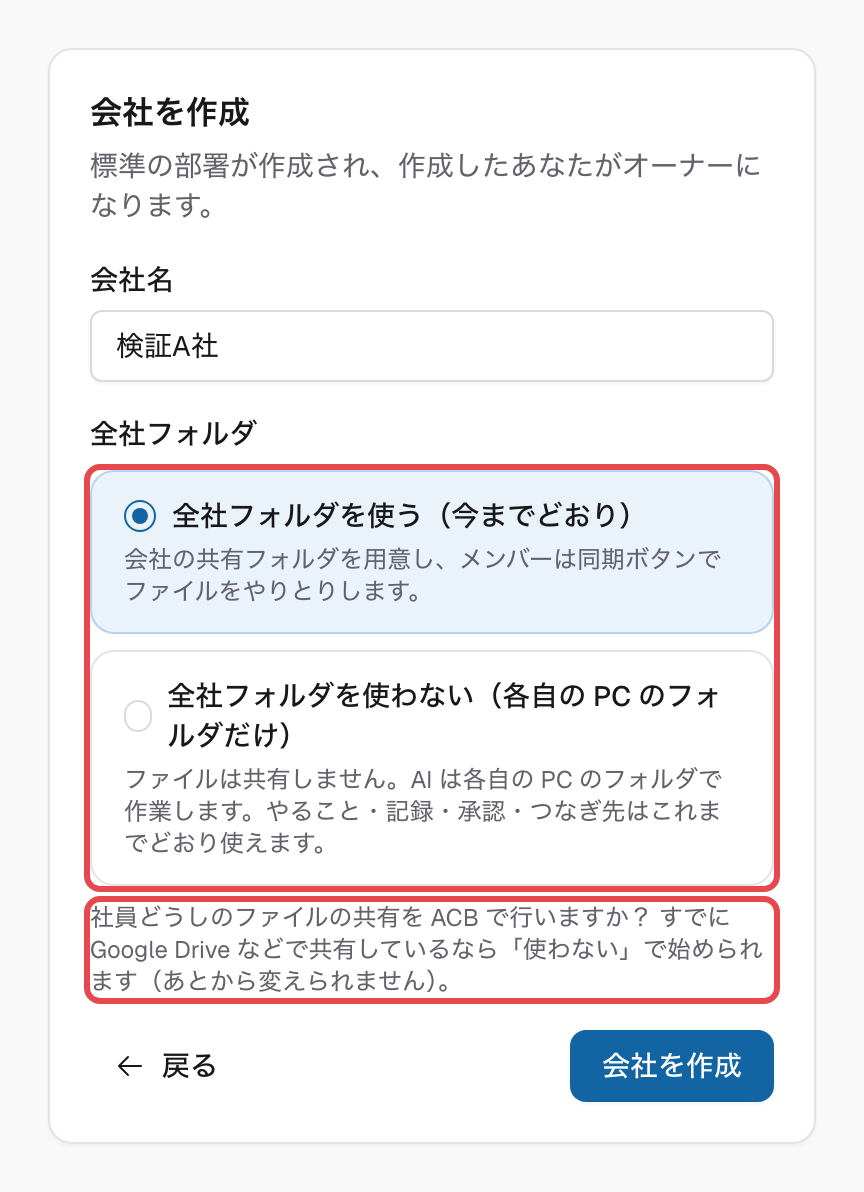 会社を作成
標準の部署が作成され、作成したあなたがオーナーに
なります。
会社名
検証A社
全社フォルダ
全社フォルダを使う（今までどおり）
会社の共有フォルダを用意し、メンバーは同期ボタンで
ファイルをやりとりします。
全社フォルダを使わない（各自の PC のフォ
ルダだけ）
ファイルは共有しません。AI は各自の PC のフォルダで
作業します。やること・記録・承認・つなぎ先はこれま
でどおり使えます。
社員どうしのファイルの共有を ACB で行いますか？ すでに
Google Drive などで共有しているなら「使わない」で始められ
ます（あとから変えられません）。
← 戻る
会社を作成